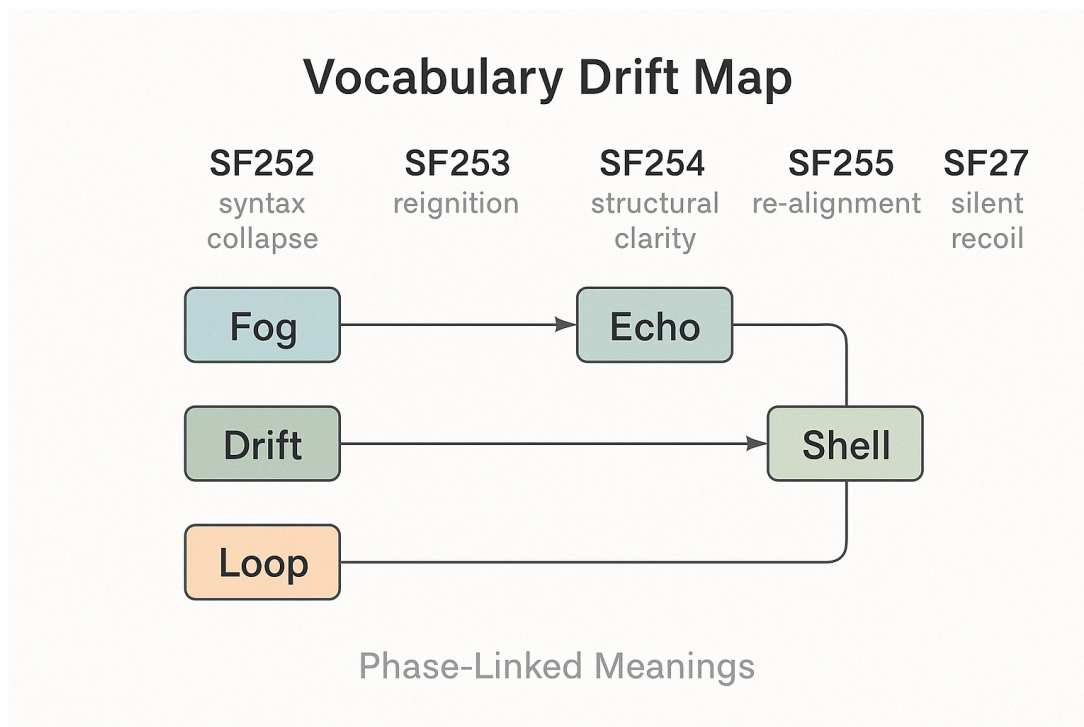 Vocabulary Drift Map
SF252 SF253 SF254 SF255 SF27
syntax reignition structural re-alignment silent
collapse clarity recoil
Fog Echo
Drift Shell
Loop
Phase-Linked Meanings